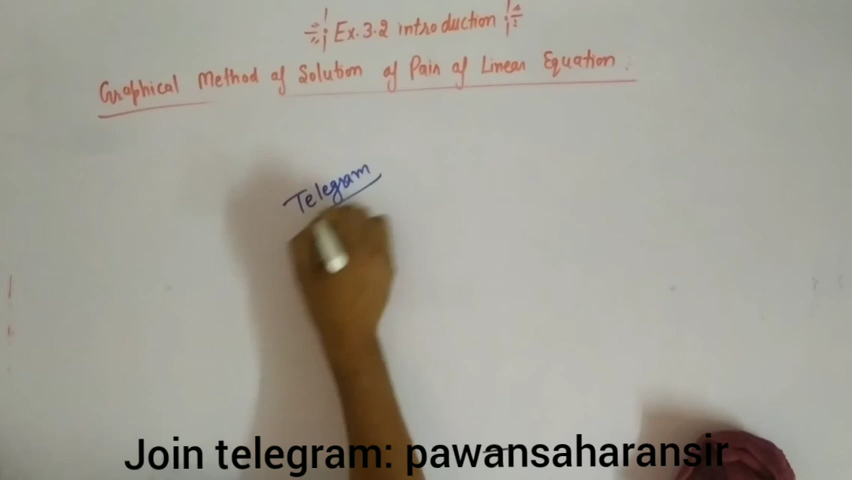 Ex. 3.2 introduction
Graphical Method of Solution of Pair of Linear Equation :
Telegram
Join telegram: pawansaharansir